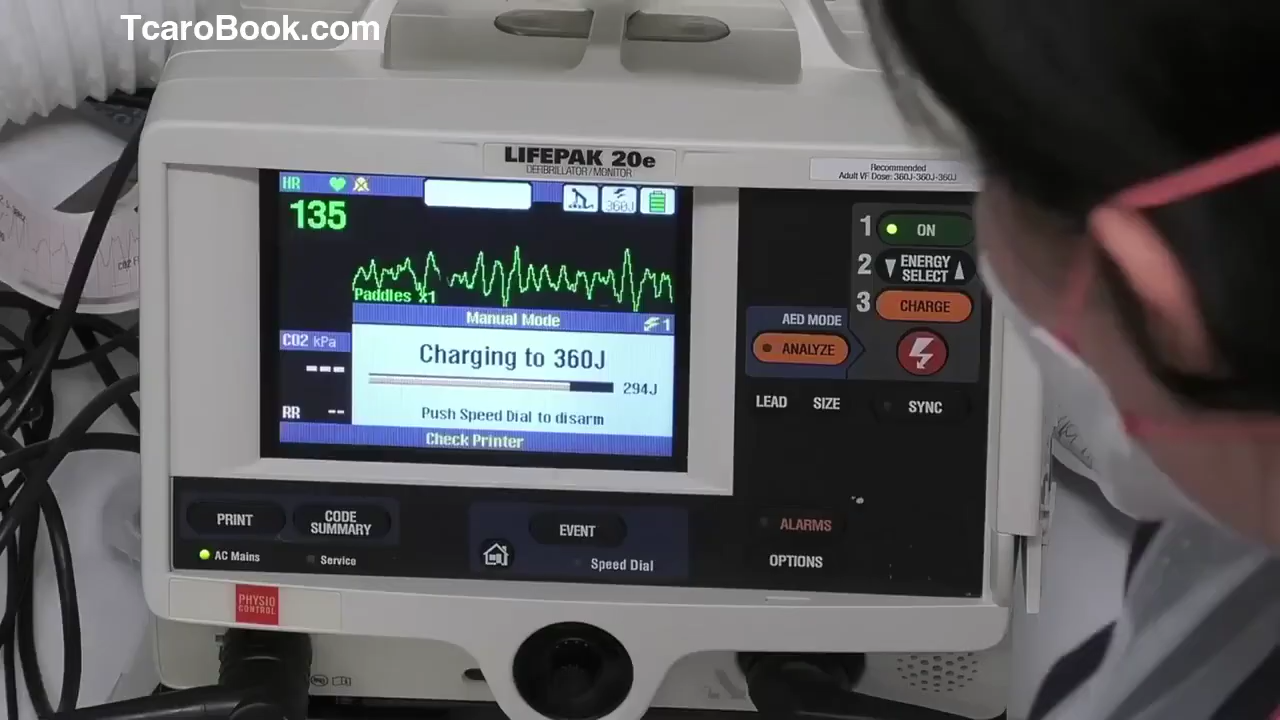 TcaroBook.com
LIFEPAK 20e
DEFIBRILLATOR/MONITOR
Recommended
Adult VF Dose: 360J-360J-360J
HR
360J
135
Paddles x1
Manual Mode
1
CO2 kPa
---
Charging to 360J
294J
RR --
Push Speed Dial to disarm
Check Printer
1 ON
2 ENERGY
SELECT
3 CHARGE
AED MODE
ANALYZE
LEAD SIZE SYNC
PRINT
CODE
SUMMARY
EVENT
ALARMS
AC Mains
Service
Speed Dial
OPTIONS
PHYSIO
CONTROL